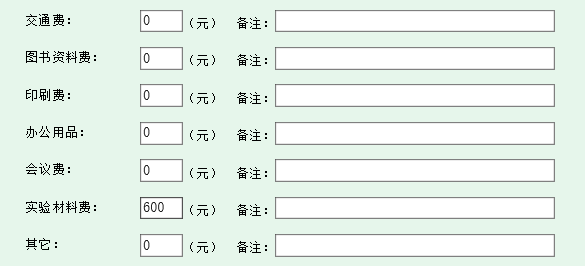 交通费: 0 (元) 备注:
图书资料费: 0 (元) 备注:
印刷费: 0 (元) 备注:
办公用品: 0 (元) 备注:
会议费: 0 (元) 备注:
实验材料费: 600 (元) 备注:
其它: 0 (元) 备注: